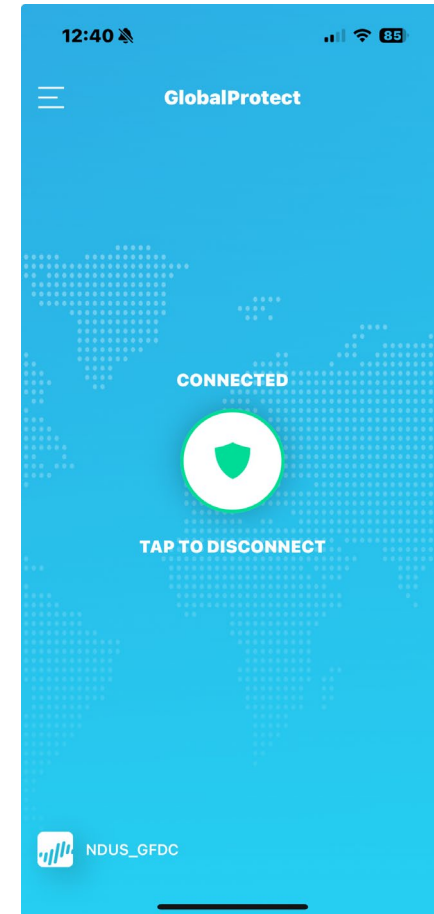 12:40
85
GlobalProtect
CONNECTED
TAP TO DISCONNECT
NDUS_GFDC